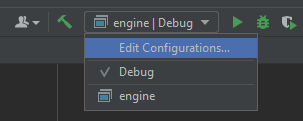 engine | Debug
Edit Configurations...
Debug
engine